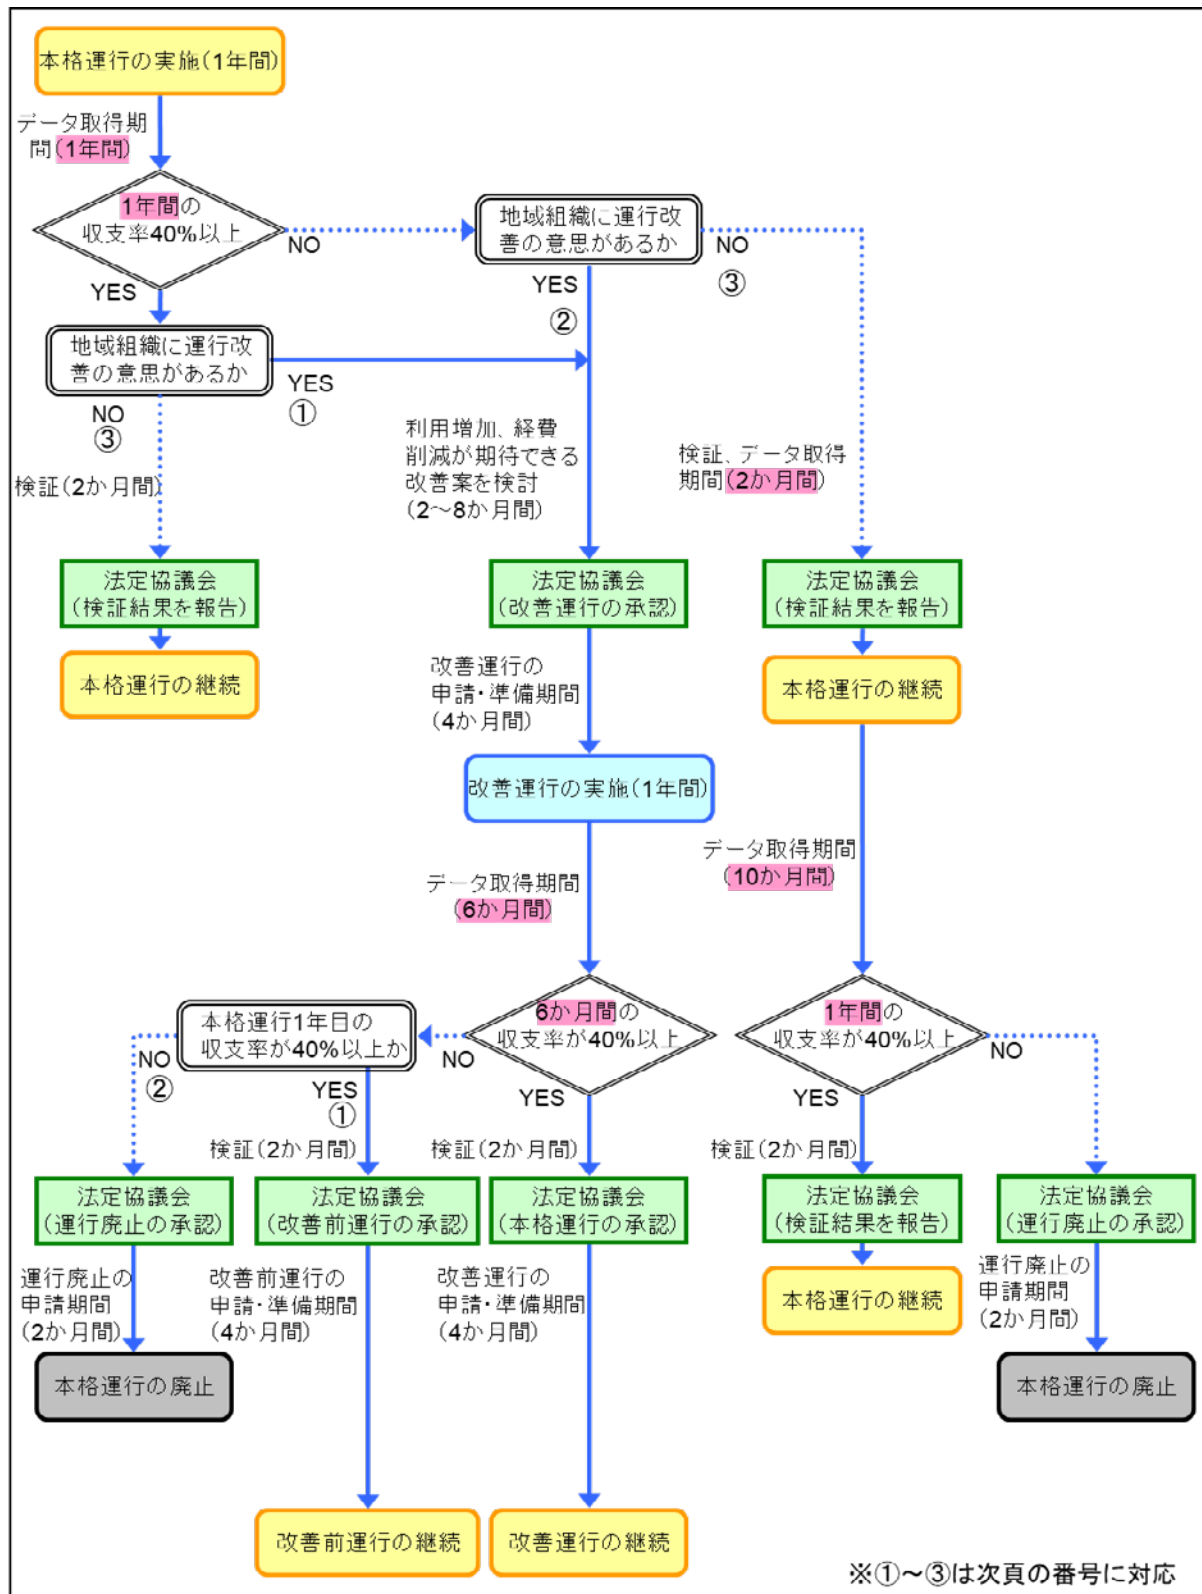 本格運行の実施(1年間)
データ取得期
間(1年間)
1年間の
収支率40%以上
NO
YES
地域組織に運行改
善の意思があるか
NO
③
YES
②
地域組織に運行改
善の意思があるか
YES
①
NO
③
検証(2か月間)
利用増加、経費
削減が期待できる
改善案を検討
(2～8か月間)
検証、データ取得
期間(2か月間)
法定協議会
(検証結果を報告)
法定協議会
(改善運行の承認)
法定協議会
(検証結果を報告)
本格運行の継続
改善運行の
申請・準備期間
(4か月間)
本格運行の継続
改善運行の実施(1年間)
データ取得期間
(6か月間)
データ取得期間
(10か月間)
本格運行1年目の
収支率が40%以上か
NO
②
YES
①
6か月間の
収支率が40%以上
NO
YES
1年間の
収支率が40%以上
NO
YES
検証(2か月間)
検証(2か月間)
検証(2か月間)
法定協議会
(運行廃止の承認)
法定協議会
(改善前運行の承認)
法定協議会
(本格運行の承認)
法定協議会
(検証結果を報告)
法定協議会
(運行廃止の承認)
運行廃止の
申請期間
(2か月間)
改善前運行の
申請・準備期間
(4か月間)
改善運行の
申請・準備期間
(4か月間)
本格運行の継続
運行廃止の
申請期間
(2か月間)
本格運行の廃止
本格運行の廃止
改善前運行の継続
改善運行の継続
※①～③は次頁の番号に対応